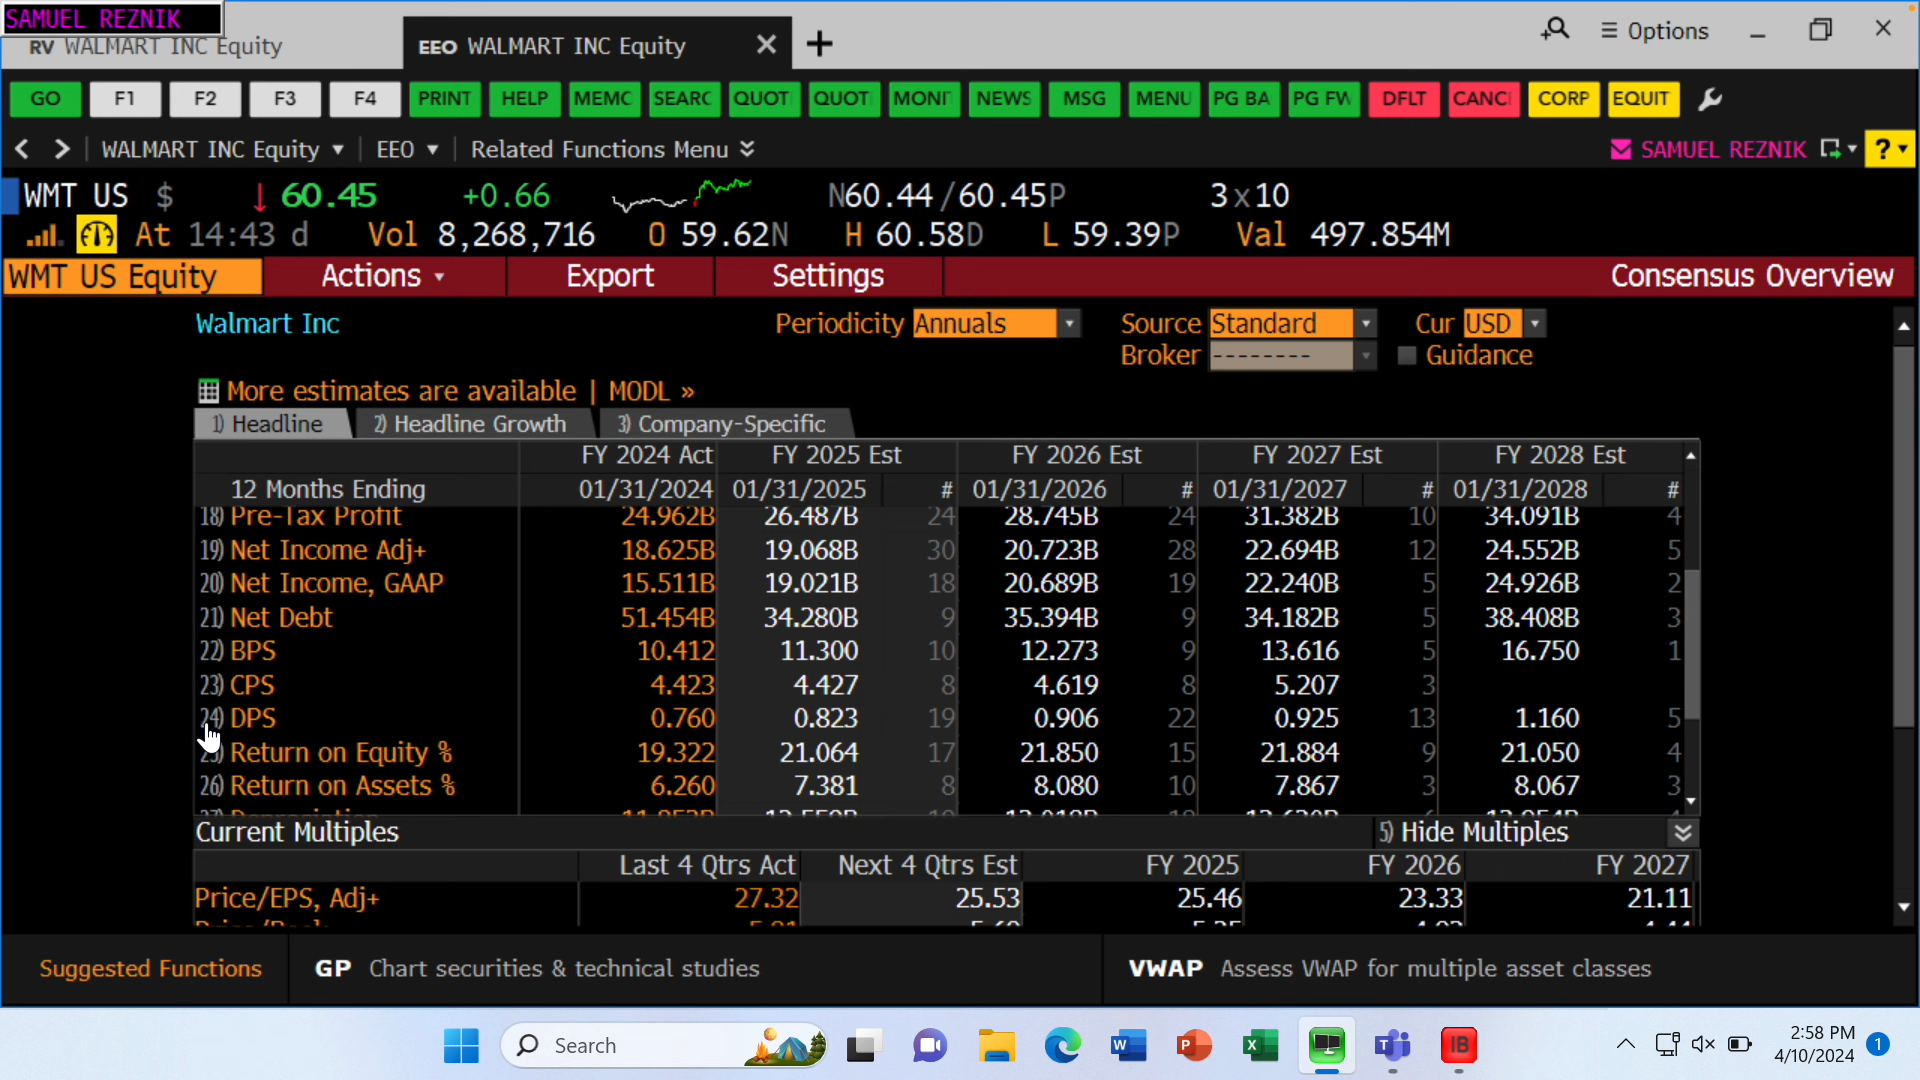 SAMUEL REZNIK
RV WALMART INC Equity
EEO WALMART INC Equity
Options
GO F1 F2 F3 F4 PRINT HELP MEMC SEARC QUOT QUOT MONI NEWS MSG MENU PG BA PG FW DFLT CANCI CORP EQUIT
WALMART INC Equity EEO Related Functions Menu SAMUEL REZNIK ?
WMT US $ ↓ 60.45 +0.66 N60.44/60.45P 3x10
At 14:43 d Vol 8,268,716 O 59.62N H 60.58D L 59.39P Val 497.854M
WMT US Equity Actions Export Settings Consensus Overview
Walmart Inc Periodicity Annuals Source Standard Cur USD
Broker -------- Guidance
More estimates are available | MODL »
1) Headline 2) Headline Growth 3) Company-Specific
FY 2024 Act FY 2025 Est FY 2026 Est FY 2027 Est FY 2028 Est
12 Months Ending 01/31/2024 01/31/2025 # 01/31/2026 # 01/31/2027 # 01/31/2028 #
18) Pre-Tax Profit 24.962B 26.487B 24 28.745B 24 31.382B 10 34.091B 4
19) Net Income Adj+ 18.625B 19.068B 30 20.723B 28 22.694B 12 24.552B 5
20) Net Income, GAAP 15.511B 19.021B 18 20.689B 19 22.240B 5 24.926B 2
21) Net Debt 51.454B 34.280B 9 35.394B 9 34.182B 9 38.408B 3
22) BPS 10.412 11.300 10 12.273 9 13.616 5 16.750 1
23) CPS 4.423 4.427 8 4.619 8 5.207 3
24) DPS 0.760 0.823 19 0.906 22 0.925 13 1.160 5
25) Return on Equity % 19.322 21.064 17 21.850 15 21.884 9 21.050 4
26) Return on Assets % 6.260 7.381 8 8.080 10 7.867 3 8.067 3
Current Multiples 5) Hide Multiples
Last 4 Qtrs Act Next 4 Qtrs Est FY 2025 FY 2026 FY 2027
Price/EPS, Adj+ 27.32 25.53 25.46 23.33 21.11
Suggested Functions GP Chart securities & technical studies VWAP Assess VWAP for multiple asset classes
Search
2:58 PM
4/10/2024 1